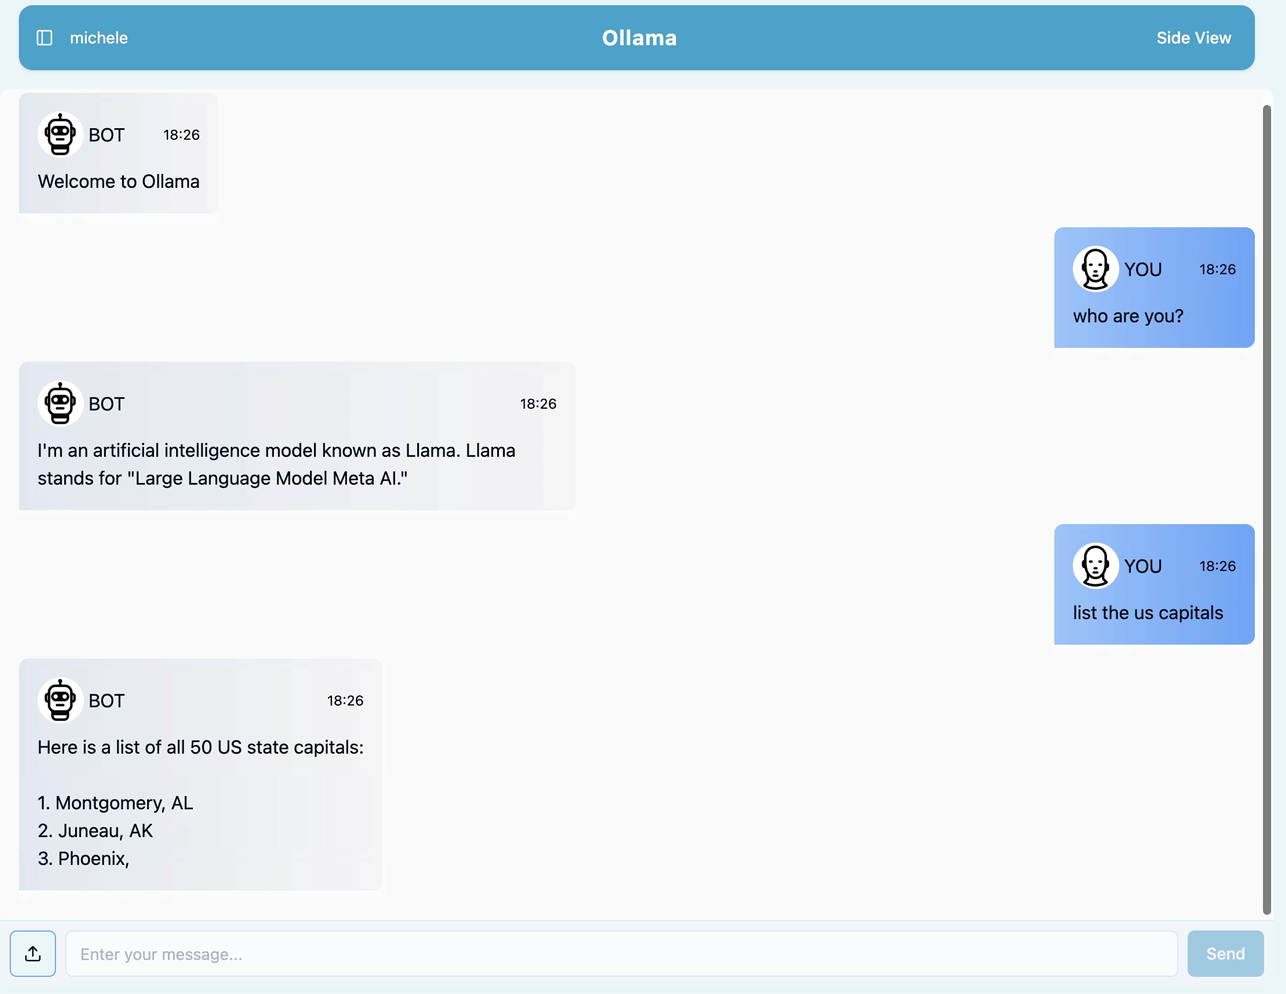 michele
Ollama
Side View
BOT 18:26
Welcome to Ollama
YOU 18:26
who are you?
BOT 18:26
I'm an artificial intelligence model known as Llama. Llama
stands for "Large Language Model Meta AI."
YOU 18:26
list the us capitals
BOT 18:26
Here is a list of all 50 US state capitals:
1. Montgomery, AL
2. Juneau, AK
3. Phoenix,
Enter your message...
Send